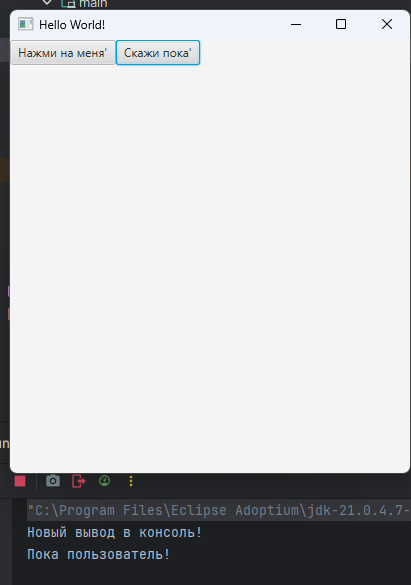 main
Hello World!
Нажми на меня' Скажи пока'
"C:\Program Files\Eclipse Adoptium\jdk-21.0.4.7-
Новый вывод в консоль!
Пока пользователь!